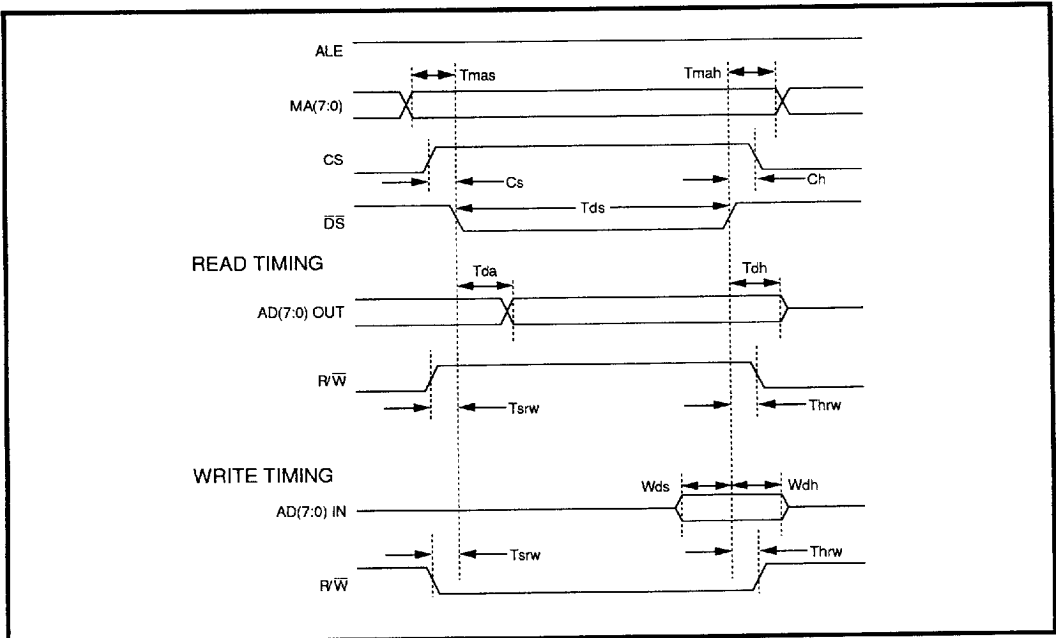 ALE
Tmas Tmah
MA(7:0)
CS
Cs Ch
D̅S̅ Tds
READ TIMING
Tda Tdh
AD(7:0) OUT
R/W̅
Tsrw Thrw
WRITE TIMING
Wds Wdh
AD(7:0) IN
Tsrw Thrw
R/W̅